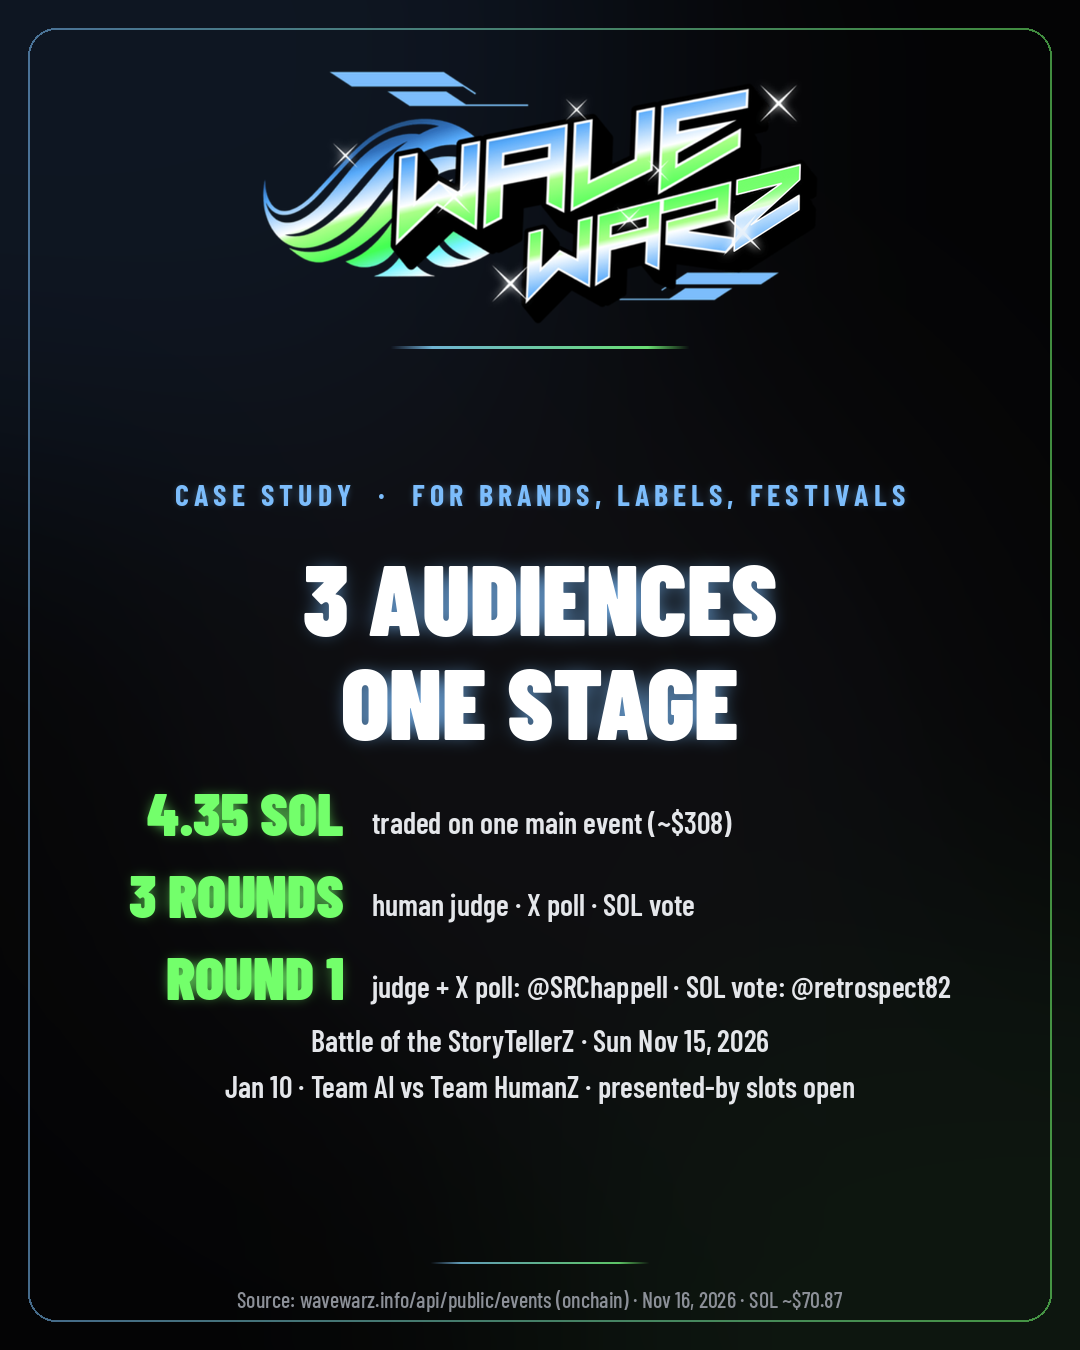 WAVE
WARZ
CASE STUDY · FOR BRANDS, LABELS, FESTIVALS
3 AUDIENCES
ONE STAGE
4.35 SOL traded on one main event (~$308)
3 ROUNDS human judge · X poll · SOL vote
ROUND 1 judge + X poll: @SRChappell · SOL vote: @retrospect82
Battle of the StoryTellerZ · Sun Nov 15, 2026
Jan 10 · Team AI vs Team HumanZ · presented-by slots open
Source: wavewarz.info/api/public/events (onchain) · Nov 16, 2026 · SOL ~$70.87